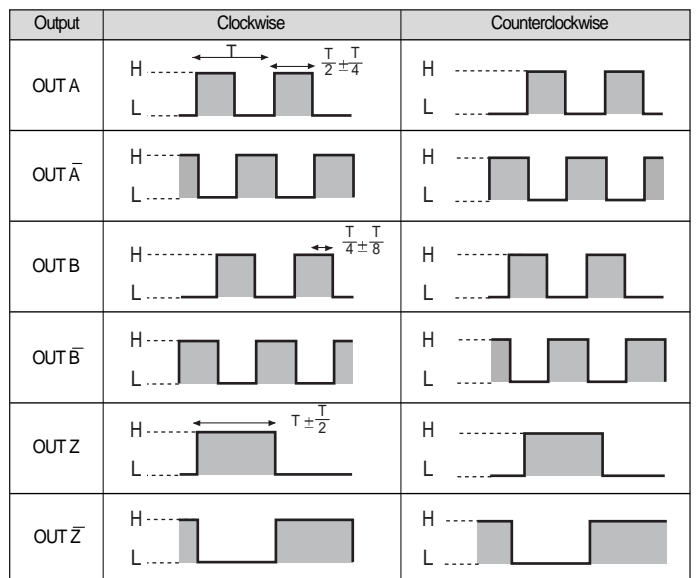 Output Clockwise Counterclockwise
OUT A H L T T/2 ± T/4 H L
OUT A̅ H L H L
OUT B H L T/4 ± T/8 H L
OUT B̅ H L H L
OUT Z H L T ± T/2 H L
OUT Z̅ H L H L